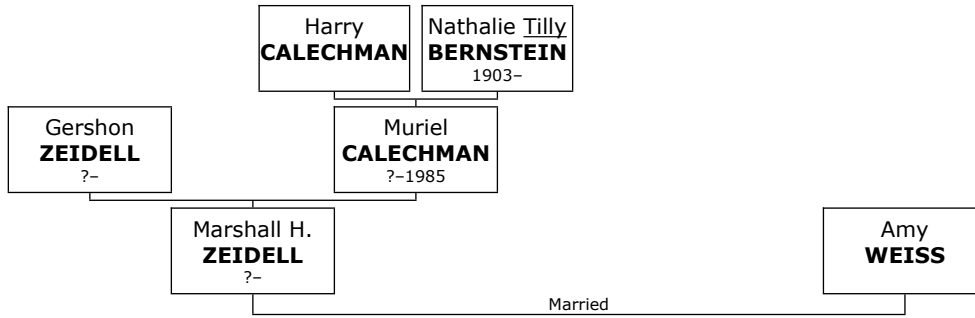 Harry
CALECHMAN
Nathalie Tilly
BERNSTEIN
1903–
Gershon
ZEIDELL
?–
Muriel
CALECHMAN
?–1985
Marshall H.
ZEIDELL
?–
Amy
WEISS
Married